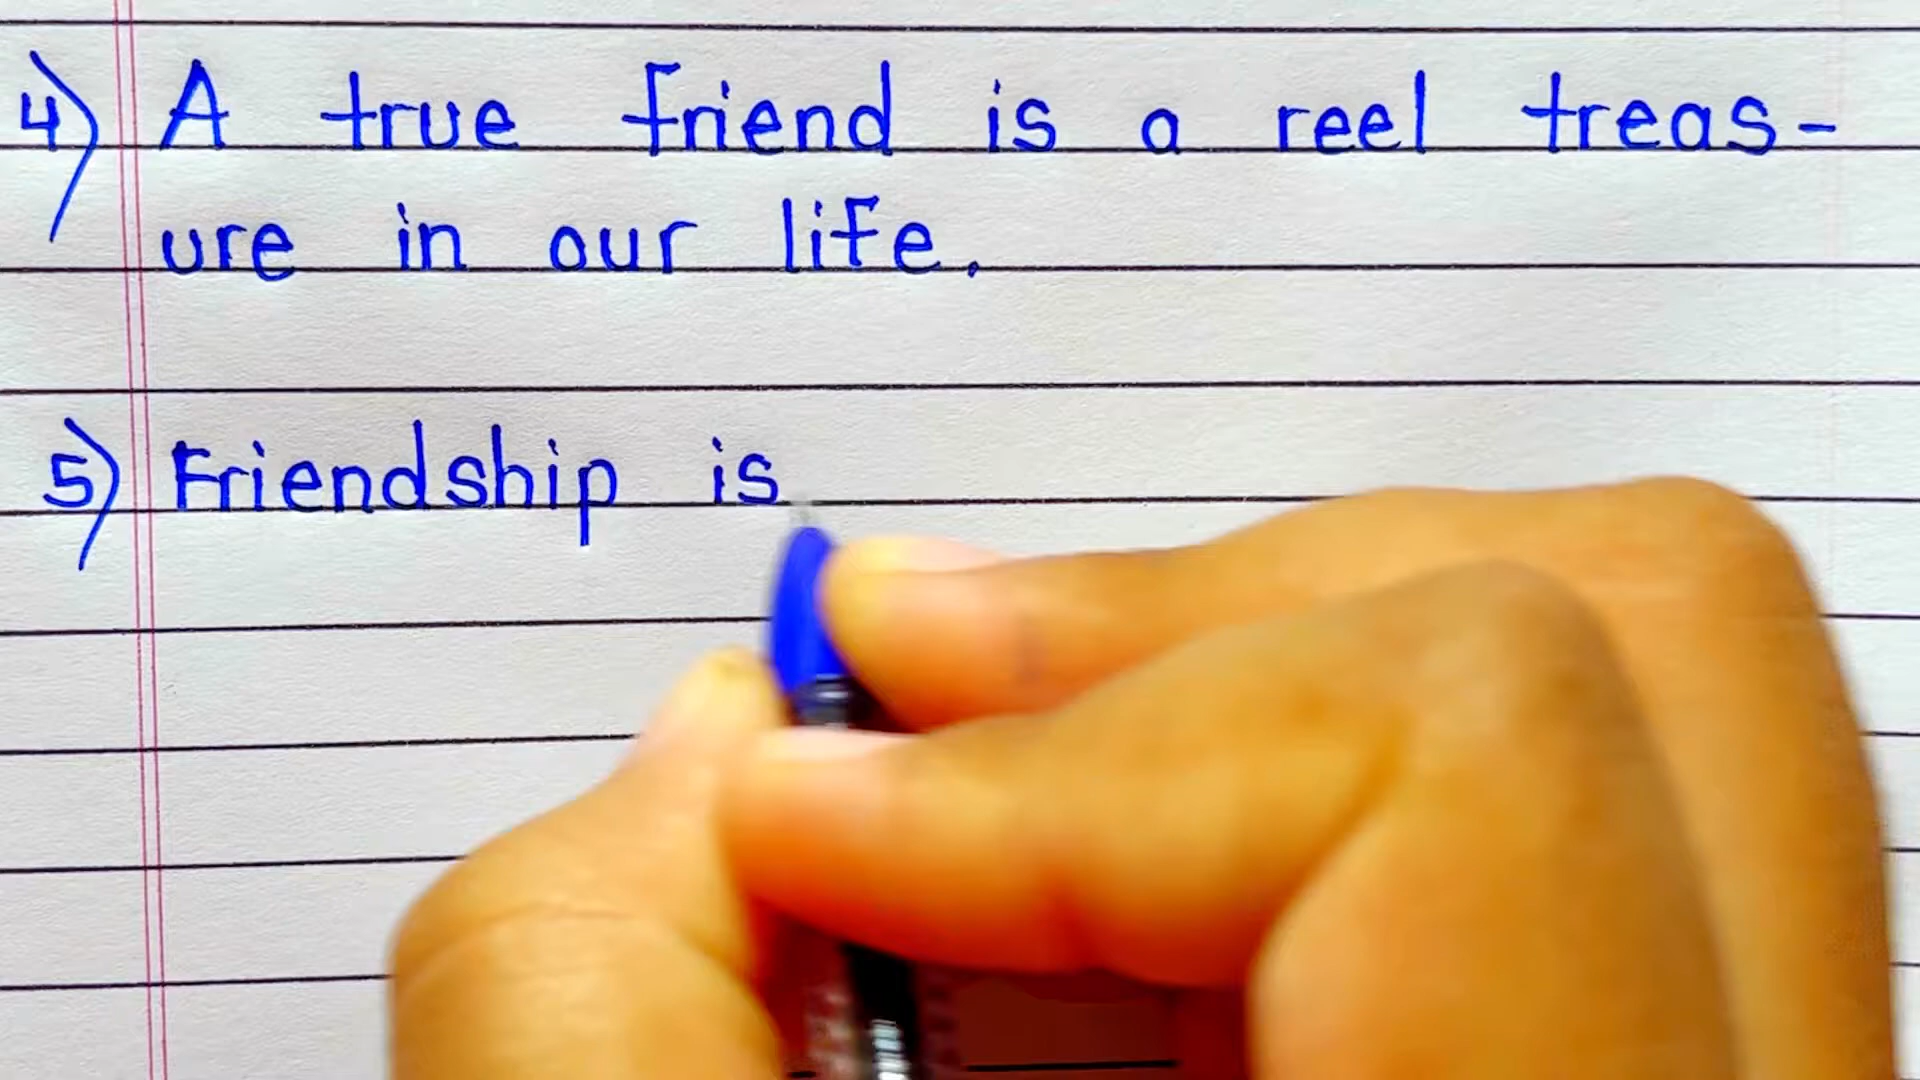 4) A true friend is a reel treas-
ure in our life.
5) Friendship is